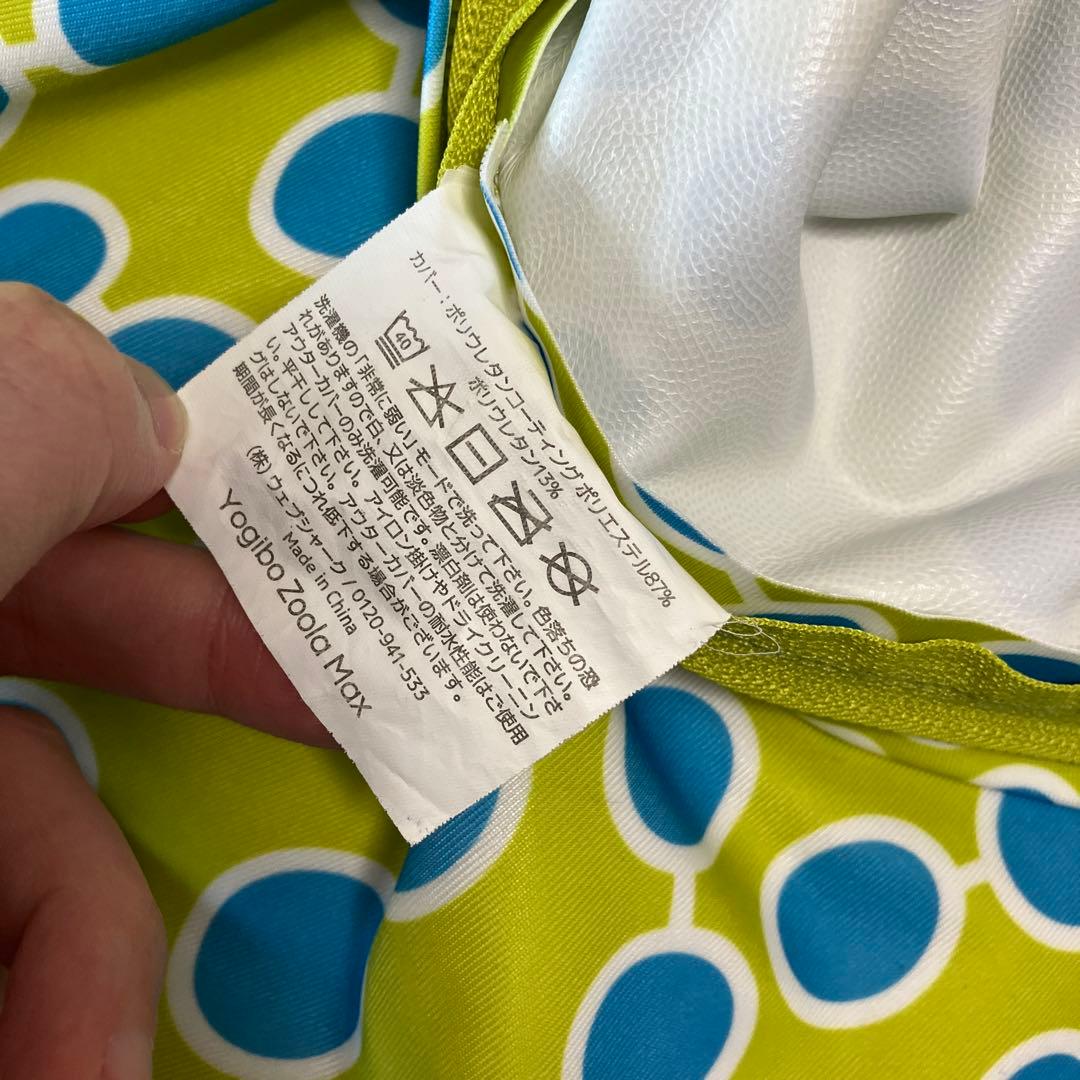 カバー：ポリウレタンコーティング ポリエステル87%
ポリウレタン13%
40
洗濯機の「非常に弱い」モードで洗って下さい。色落ちの恐
れがありますので白、又は淡色物と分けて洗濯して下さい。
アウターカバーのみ洗濯可能です。漂白剤は使わないで下さ
い。平干しして下さい。アイロン掛けやドライクリーニン
グはしないで下さい。アウターカバーの耐水性能はご使用
期間が長くなるにつれ低下する場合がございます。
(株) ウェブシャーク / 0120-941-533
Made in China
Yogibo Zoola Max